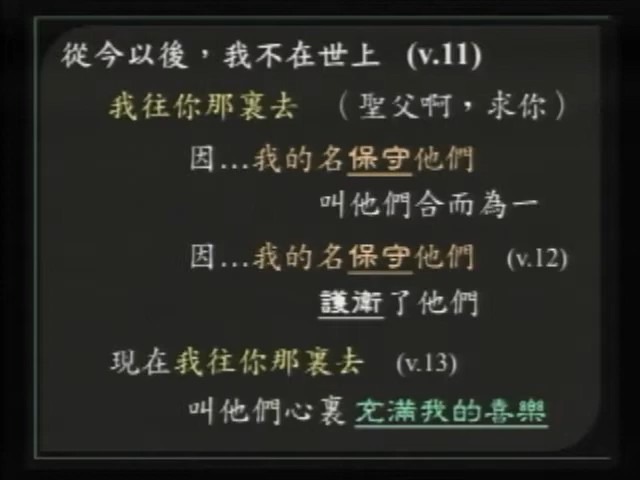 從今以後，我不在世上 (v.11)
我往你那裏去 （聖父啊，求你）
因…我的名保守他們
叫他們合而為一
因…我的名保守他們 (v.12)
護衛了他們
現在我往你那裏去 (v.13)
叫他們心裏充滿我的喜樂